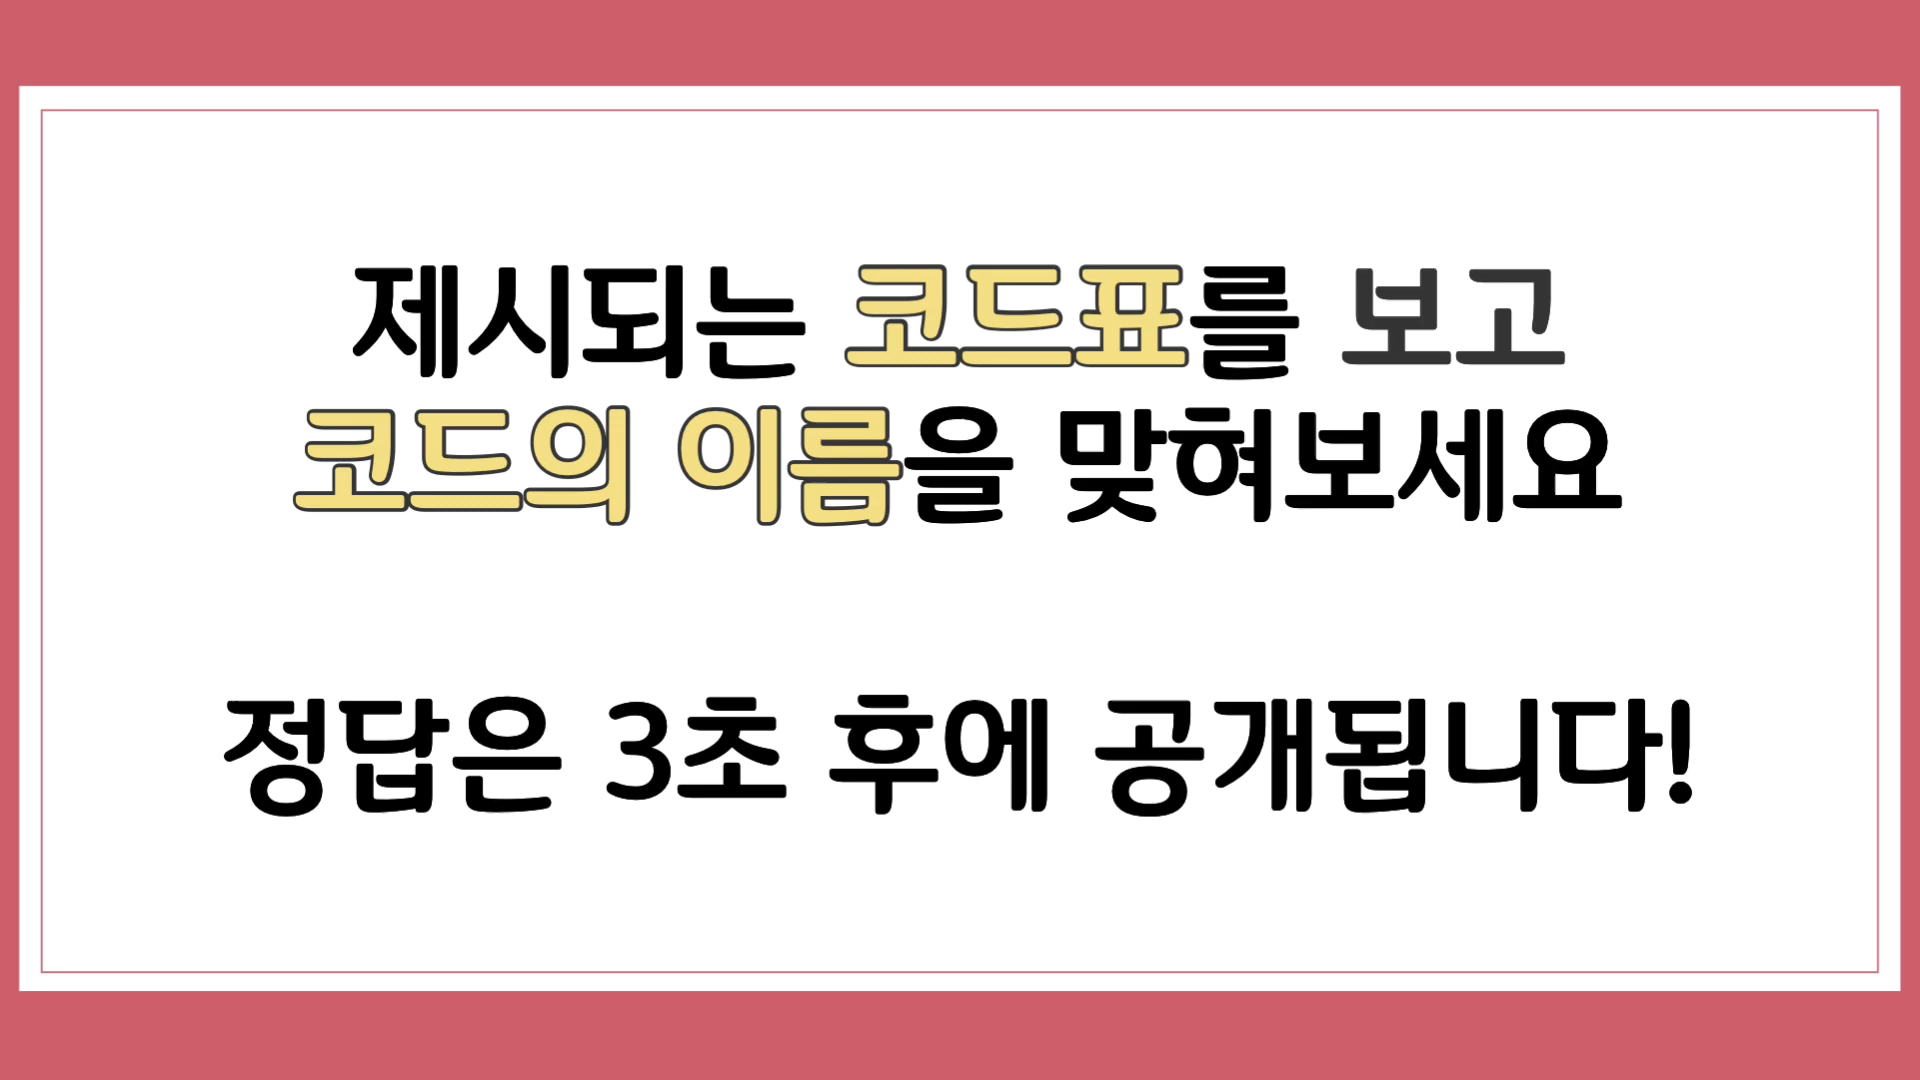 제시되는 코드표를 보고
코드의 이름을 맞혀보세요
정답은 3초 후에 공개됩니다!